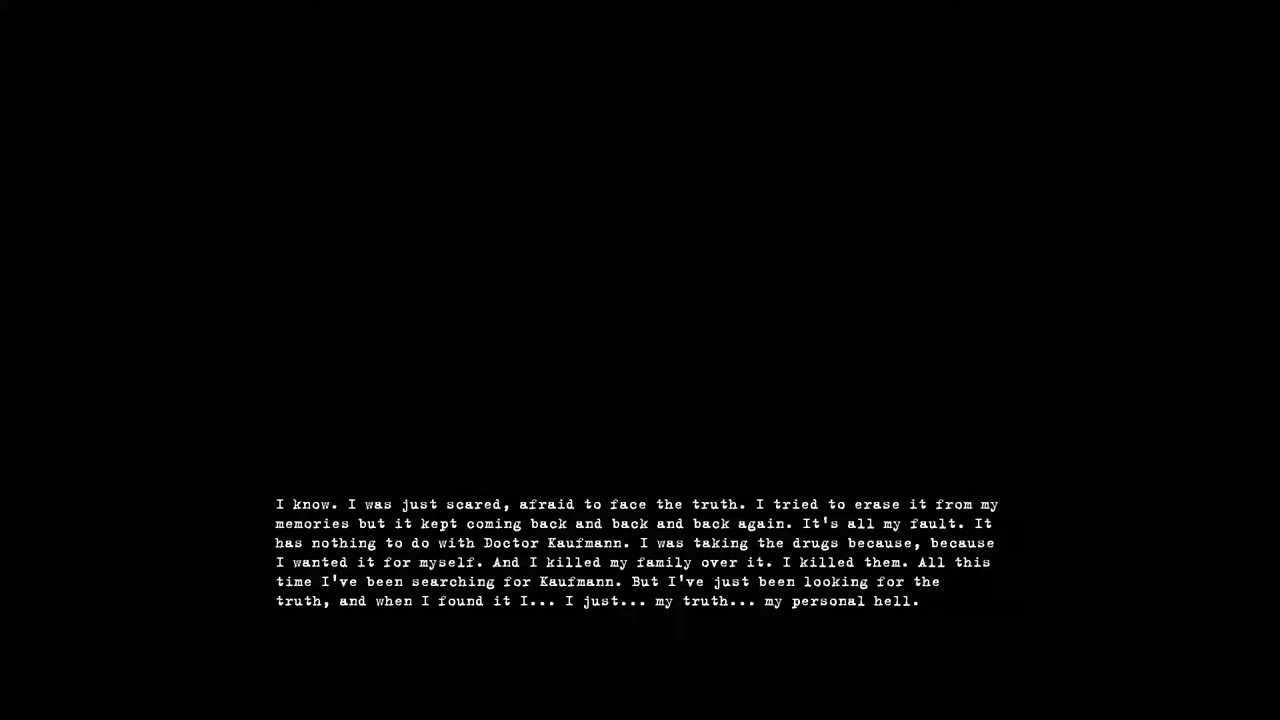 I know. I was just scared, afraid to face the truth. I tried to erase it from my
memories but it kept coming back and back and back again. It's all my fault. It
has nothing to do with Doctor Kaufmann. I was taking the drugs because, because
I wanted it for myself. And I killed my family over it. I killed them. All this
time I've been searching for Kaufmann. But I've just been looking for the
truth, and when I found it I... I just... my truth... my personal hell.